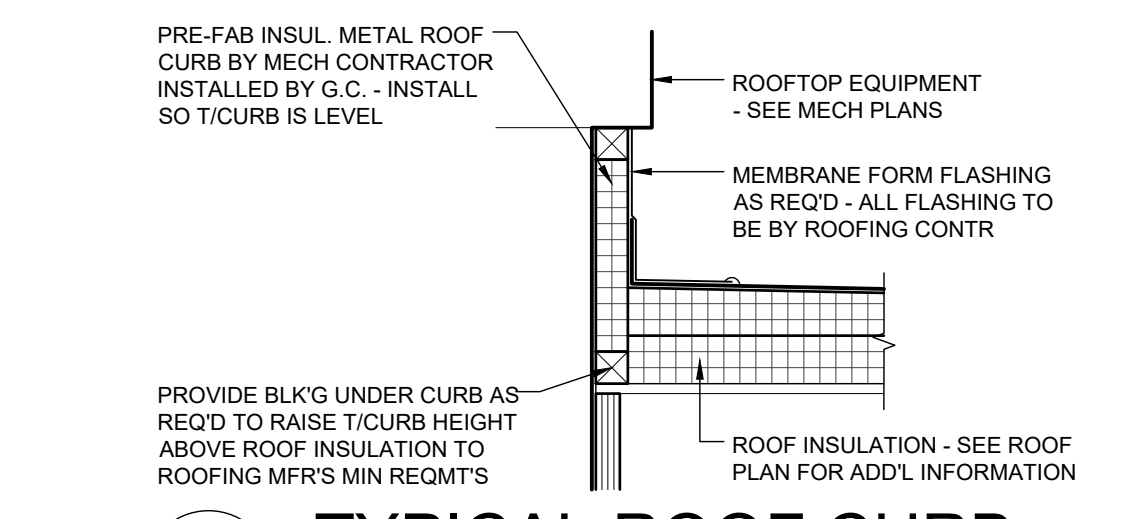 PRE-FAB INSUL. METAL ROOF
CURB BY MECH CONTRACTOR
INSTALLED BY G.C. - INSTALL
SO T/CURB IS LEVEL
ROOFTOP EQUIPMENT
- SEE MECH PLANS
MEMBRANE FORM FLASHING
AS REQ'D - ALL FLASHING TO
BE BY ROOFING CONTR
PROVIDE BLK'G UNDER CURB AS
REQ'D TO RAISE T/CURB HEIGHT
ABOVE ROOF INSULATION TO
ROOFING MFR'S MIN REQMT'S
ROOF INSULATION - SEE ROOF
PLAN FOR ADD'L INFORMATION
TYPICAL ROOF CURB